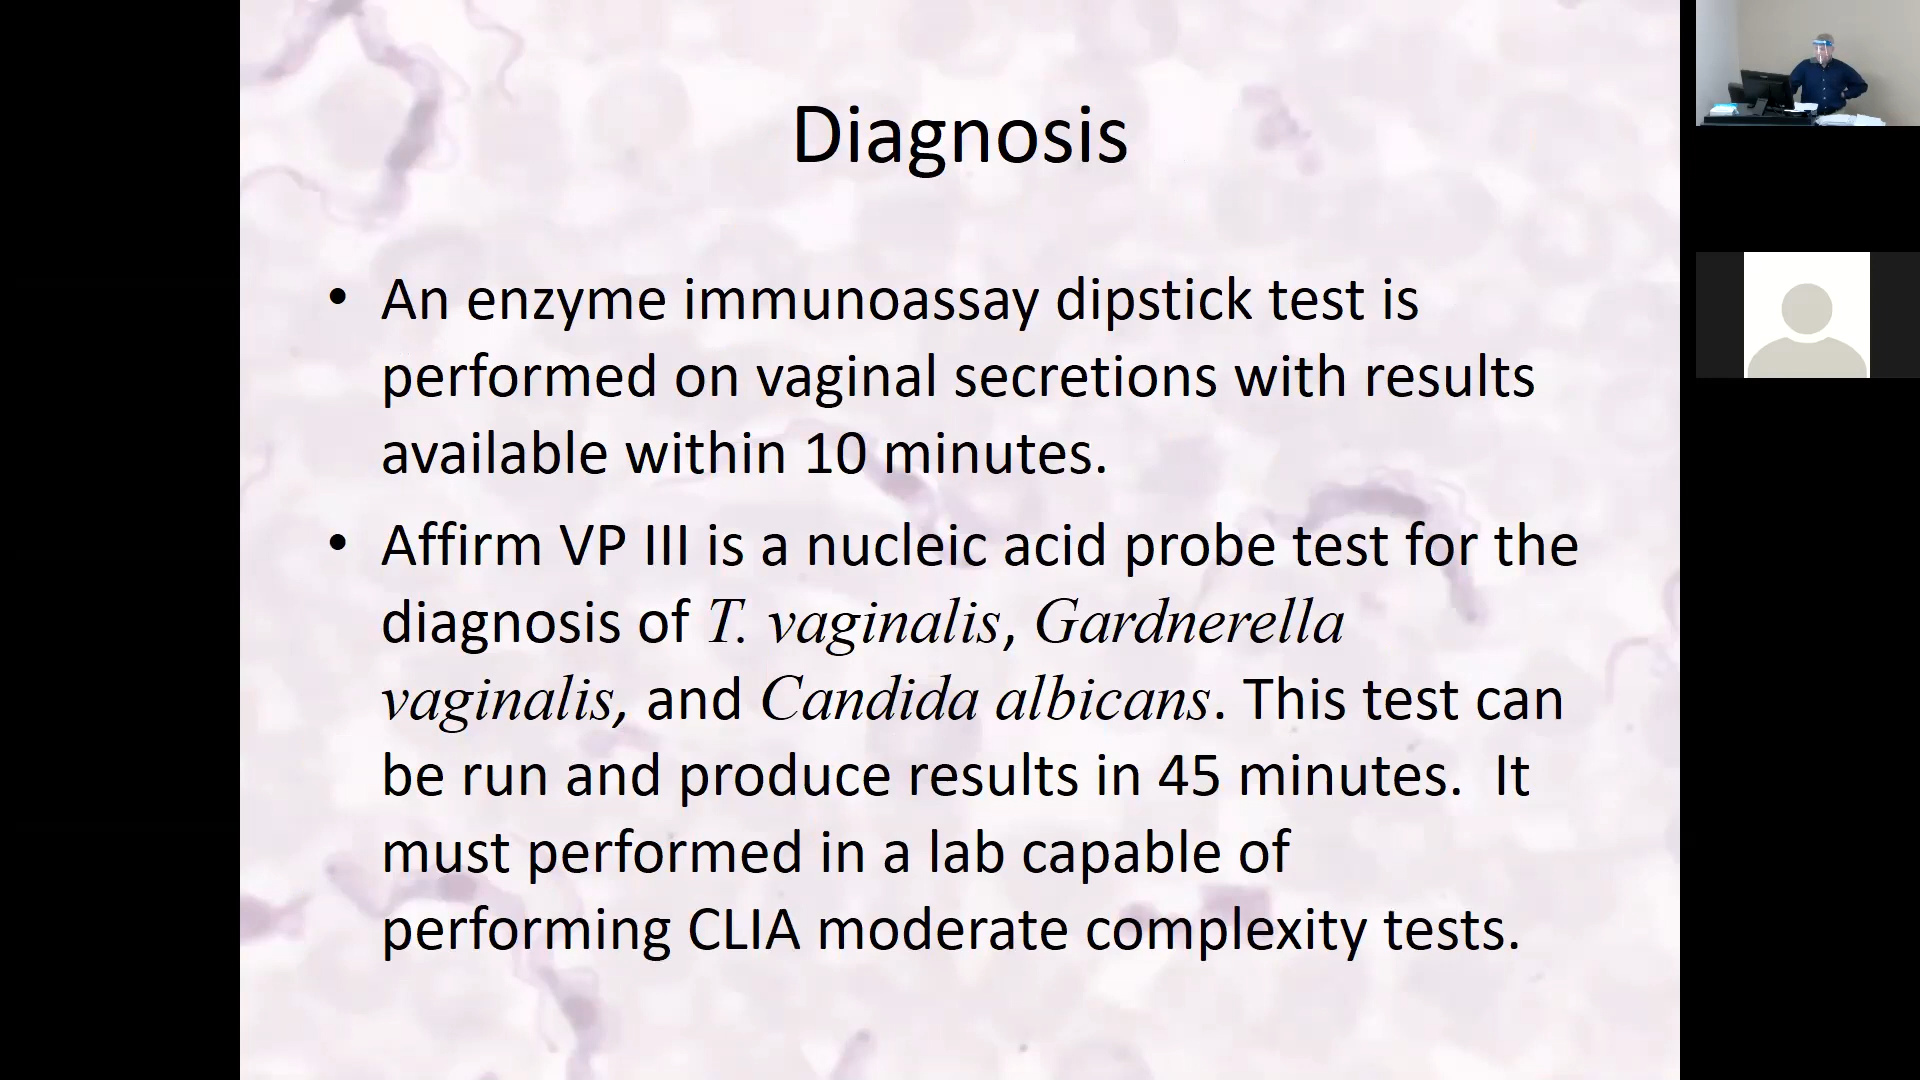 Diagnosis
• An enzyme immunoassay dipstick test is
performed on vaginal secretions with results
available within 10 minutes.
• Affirm VP III is a nucleic acid probe test for the
diagnosis of T. vaginalis, Gardnerella
vaginalis, and Candida albicans. This test can
be run and produce results in 45 minutes.  It
must performed in a lab capable of
performing CLIA moderate complexity tests.